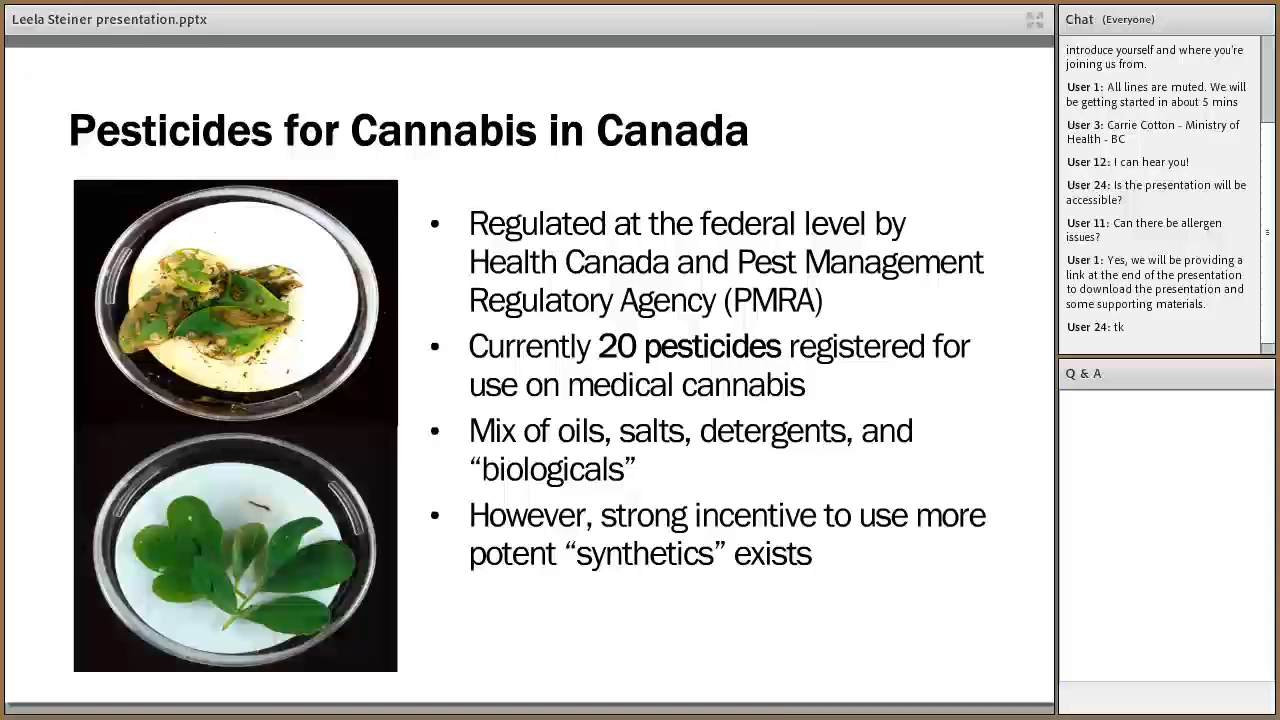 Leela Steiner presentation.pptx
Pesticides for Cannabis in Canada
• Regulated at the federal level by
Health Canada and Pest Management
Regulatory Agency (PMRA)
• Currently 20 pesticides registered for
use on medical cannabis
• Mix of oils, salts, detergents, and
“biologicals”
• However, strong incentive to use more
potent “synthetics” exists
Chat (Everyone)
introduce yourself and where you're
joining us from.
User 1: All lines are muted. We will
be getting started in about 5 mins
User 3: Carrie Cotton - Ministry of
Health - BC
User 12: I can hear you!
User 24: Is the presentation will be
accessible?
User 11: Can there be allergen
issues?
User 1: Yes, we will be providing a
link at the end of the presentation
to download the presentation and
some supporting materials.
User 24: tk
Q & A